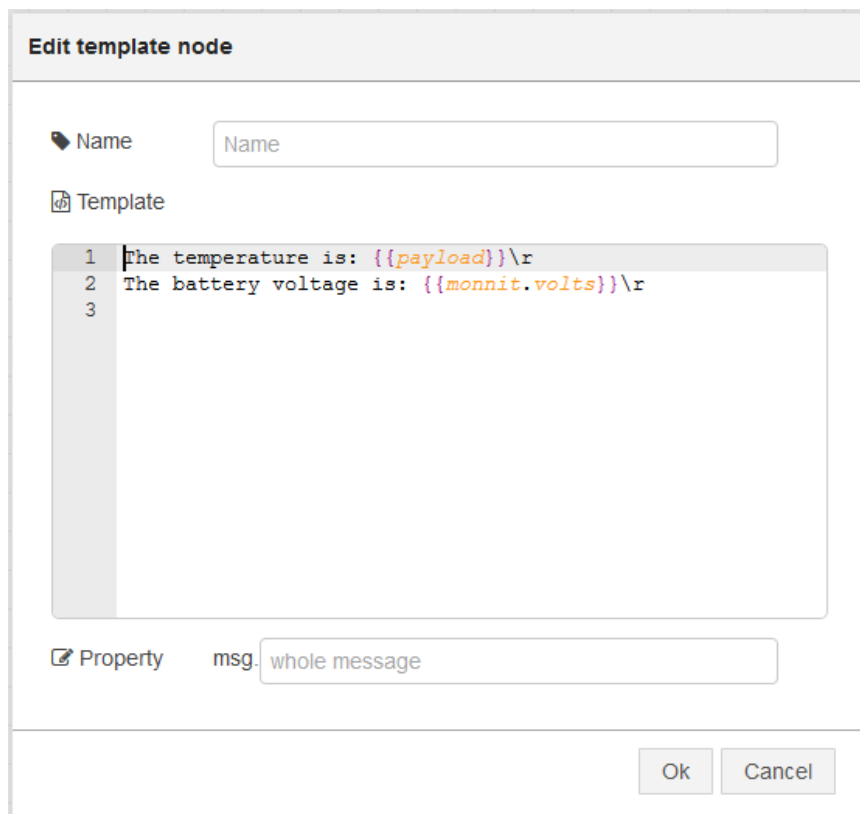 Edit template node
Name
Name
Template
1 The temperature is: {{payload}}\r
2 The battery voltage is: {{monnit.volts}}\r
3
Property msg. whole message
Ok Cancel